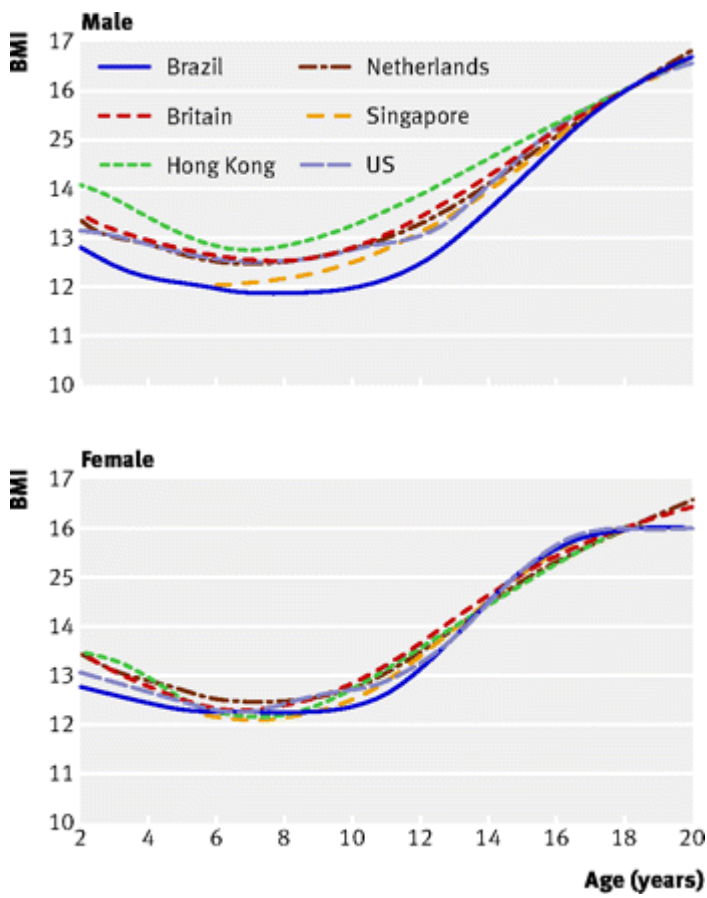 Male
BMI
17
16
25
14
13
12
11
10
Brazil
Netherlands
Britain
Singapore
Hong Kong
US
Female
BMI
17
16
25
14
13
12
11
10
2 4 6 8 10 12 14 16 18 20
Age (years)